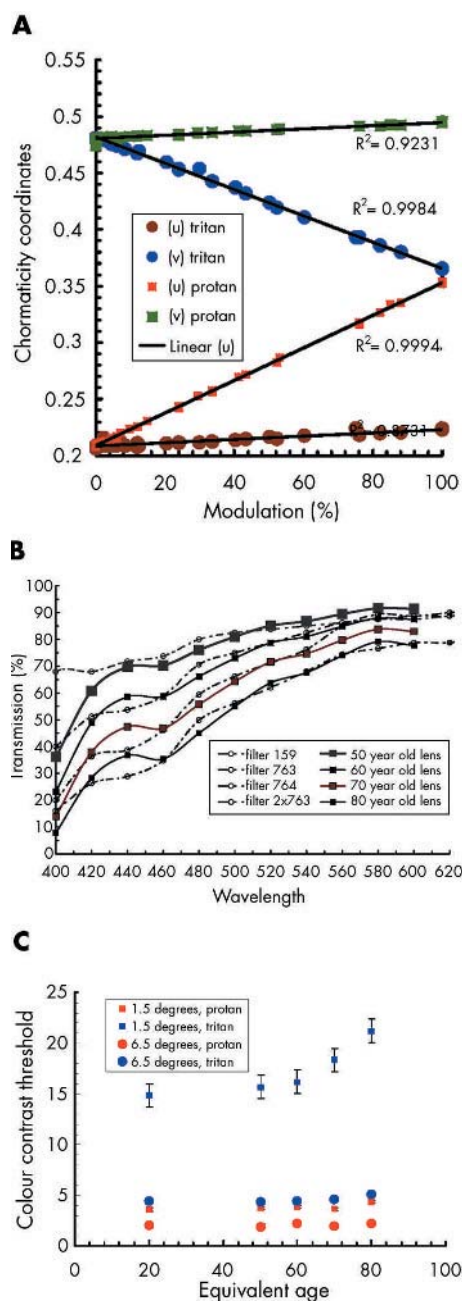 A
0.55
0.5
0.45
0.4
0.35
0.3
0.25
0.2
Chormaticity coordinates
R²= 0.9231
R²= 0.9984
R²= 0.9994
R²= 0.8731
(u) tritan
(v) tritan
(u) protan
(v) protan
Linear (u)
0 20 40 60 80 100
Modulation (%)
B
100
90
80
70
60
50
40
30
20
10
0
Transmission (%)
filter 159
filter 763
filter 764
filter 2x763
50 year old lens
60 year old lens
70 year old lens
80 year old lens
400 420 440 460 480 500 520 540 560 580 600 620
Wavelength
C
25
20
15
10
5
0
Colour contrast threshold
1.5 degrees, protan
1.5 degrees, tritan
6.5 degrees, protan
6.5 degrees, tritan
0 20 40 60 80 100
Equivalent age